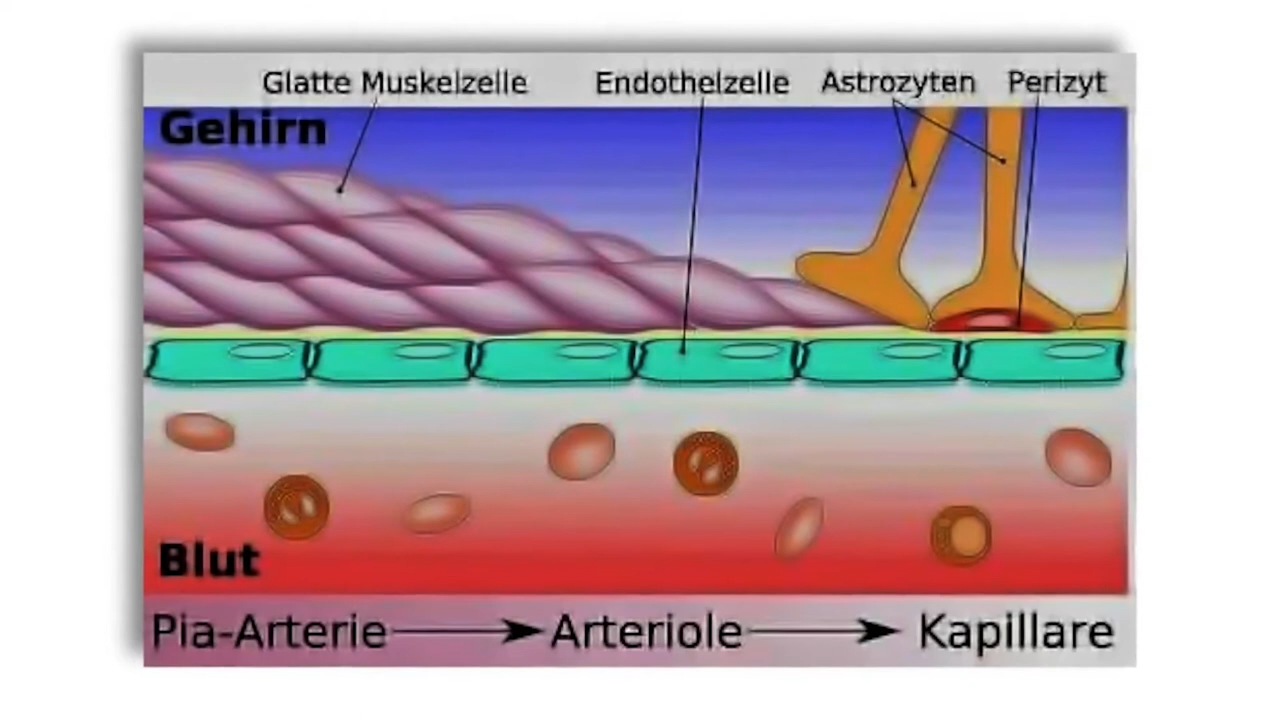 Glatte Muskelzelle Endothelzelle Astrozyten Perizyt
Gehirn
Blut
Pia-Arterie Arteriole Kapillare